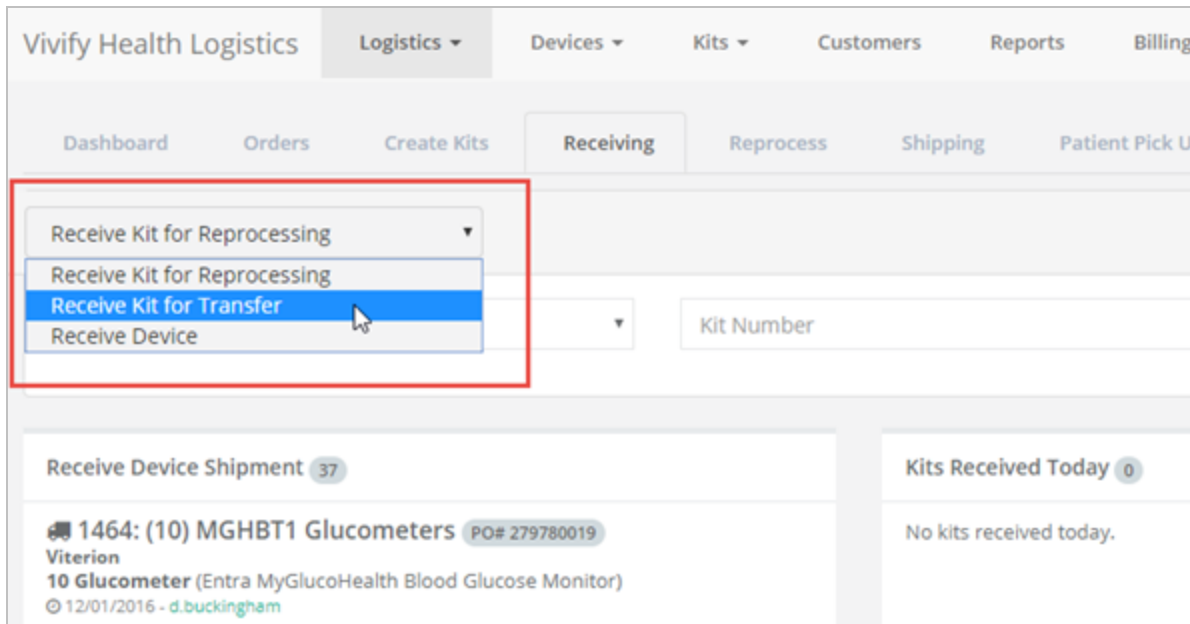 Vivify Health Logistics Logistics Devices Kits Customers Reports Billing
Dashboard Orders Create Kits Receiving Reprocess Shipping Patient Pick U
Receive Kit for Reprocessing
Receive Kit for Reprocessing
Receive Kit for Transfer
Receive Device
Kit Number
Receive Device Shipment 37
1464: (10) MGHBT1 Glucometers PO# 279780019
Viterion
10 Glucometer (Entra MyGlucoHealth Blood Glucose Monitor)
12/01/2016 - d.buckingham
Kits Received Today 0
No kits received today.